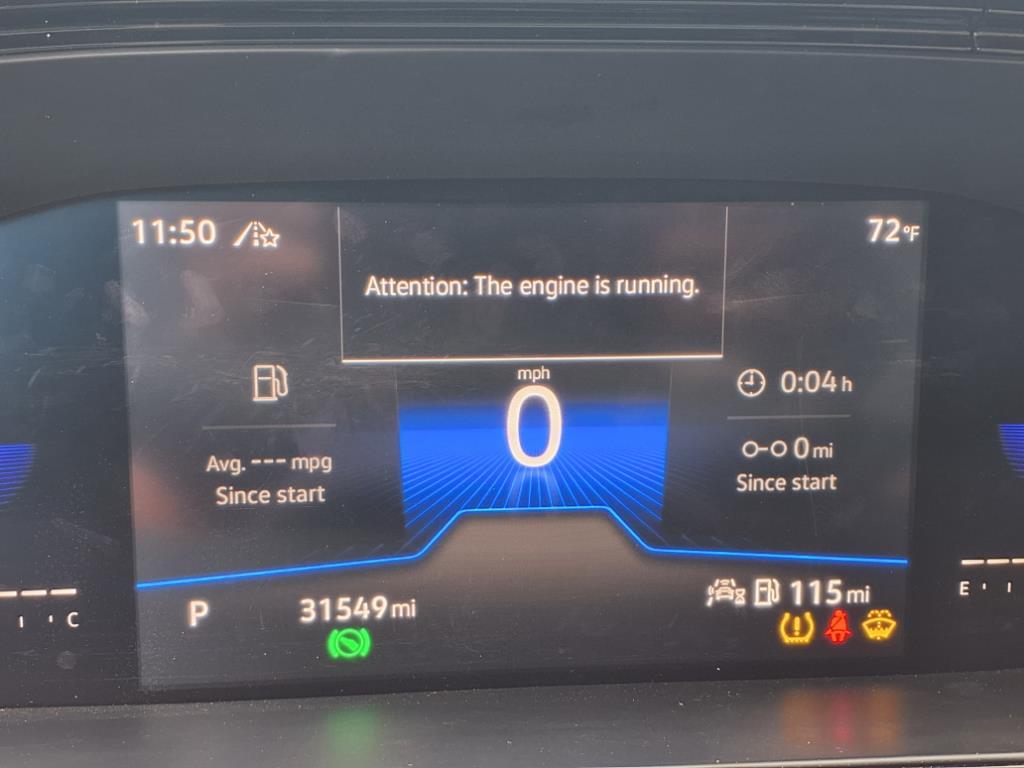 11:50
72°F
Attention: The engine is running.
mph
0
0:04 h
Avg. --- mpg
Since start
0 mi
Since start
P
31549 mi
115 mi
C
E